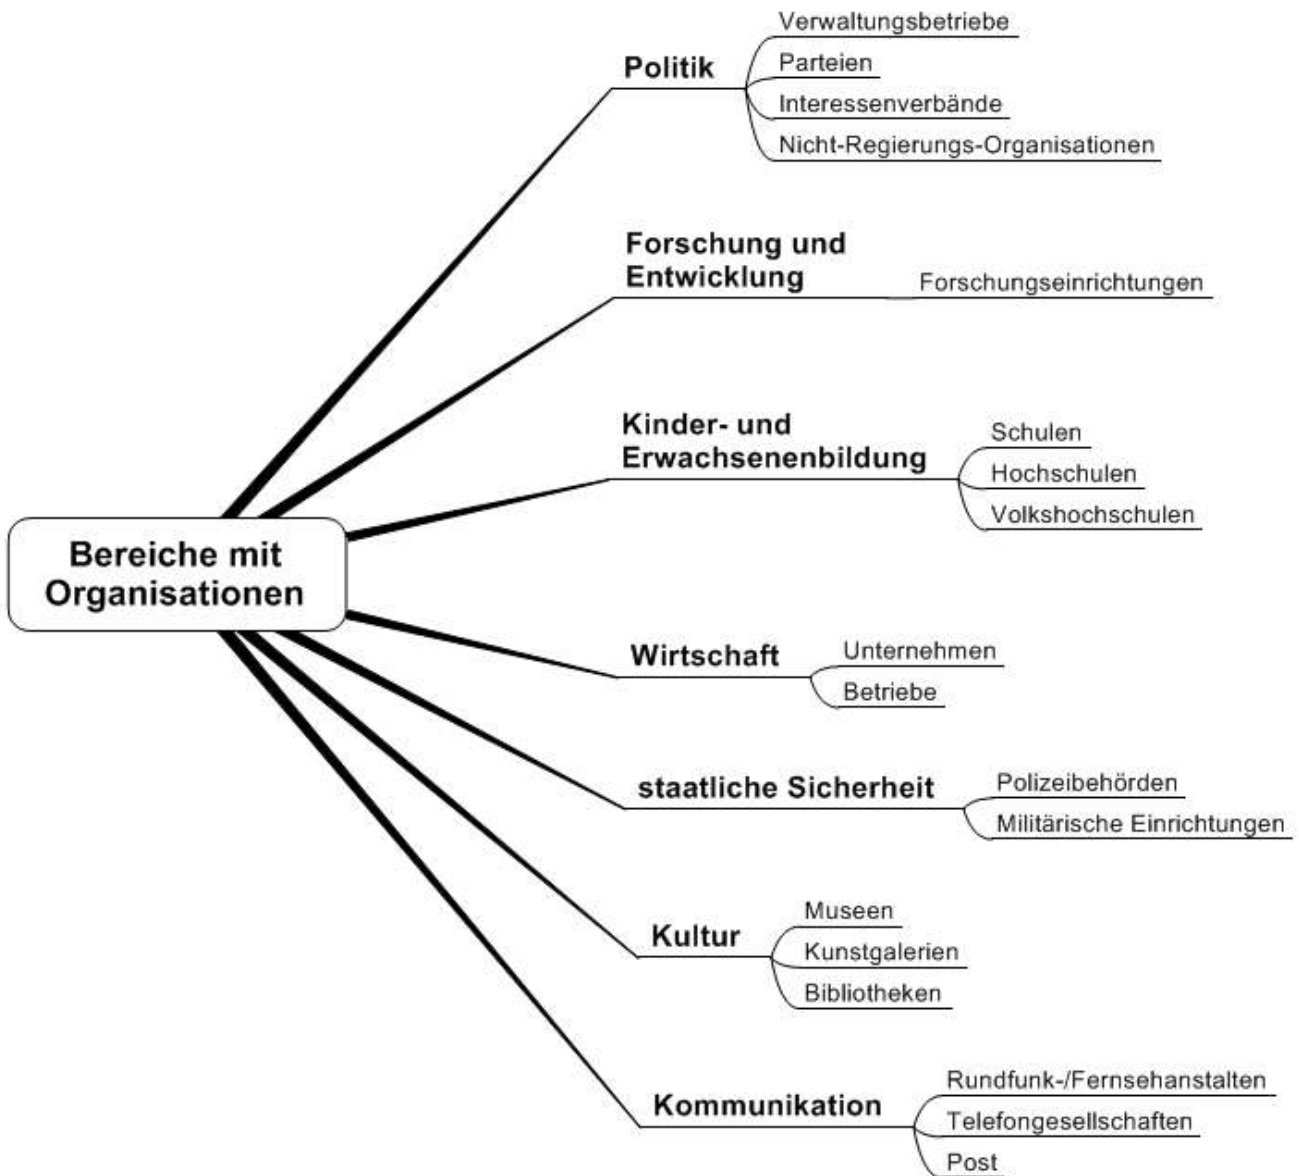 Verwaltungsbetriebe
Politik
Parteien
Interessenverbände
Nicht-Regierungs-Organisationen
Forschung und
Entwicklung
Forschungseinrichtungen
Kinder- und
Erwachsenenbildung
Schulen
Hochschulen
Volkshochschulen
Bereiche mit
Organisationen
Wirtschaft
Unternehmen
Betriebe
staatliche Sicherheit
Polizeibehörden
Militärische Einrichtungen
Kultur
Museen
Kunstgalerien
Bibliotheken
Kommunikation
Rundfunk-/Fernsehanstalten
Telefongesellschaften
Post